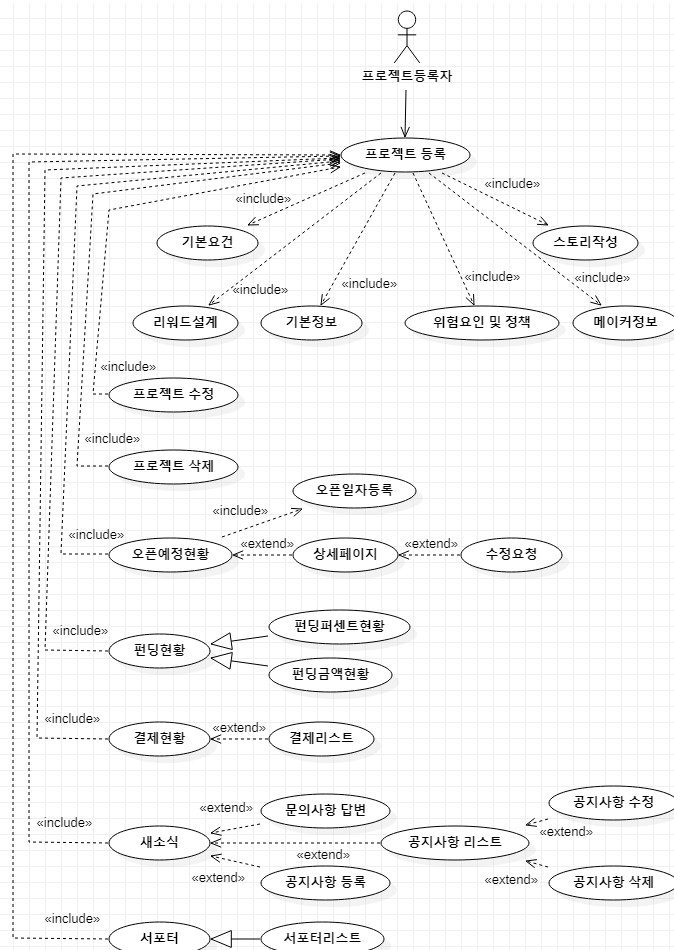 프로젝트등록자
프로젝트 등록
«include»
«include»
기본요건
스토리작성
«include»
«include»
«include»
«include»
리워드설계
기본정보
위험요인 및 정책
메이커정보
«include»
프로젝트 수정
«include»
프로젝트 삭제
오픈일자등록
«include»
«include»
«extend»
«extend»
오픈예정현황
상세페이지
수정요청
«include»
펀딩퍼센트현황
펀딩현황
펀딩금액현황
«include»
«extend»
결제현황
결제리스트
«extend»
문의사항 답변
공지사항 수정
«include»
«extend»
새소식
공지사항 리스트
«extend»
«extend»
공지사항 등록
«extend»
공지사항 삭제
«include»
서포터
서포터리스트